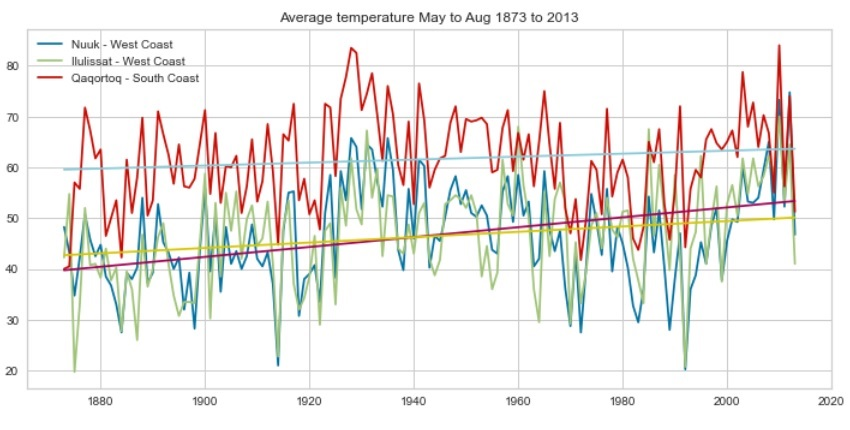 Average temperature May to Aug 1873 to 2013
Nuuk - West Coast
Ilulissat - West Coast
Qaqortoq - South Coast
80
70
60
50
40
30
20
1880 1900 1920 1940 1960 1980 2000 2020